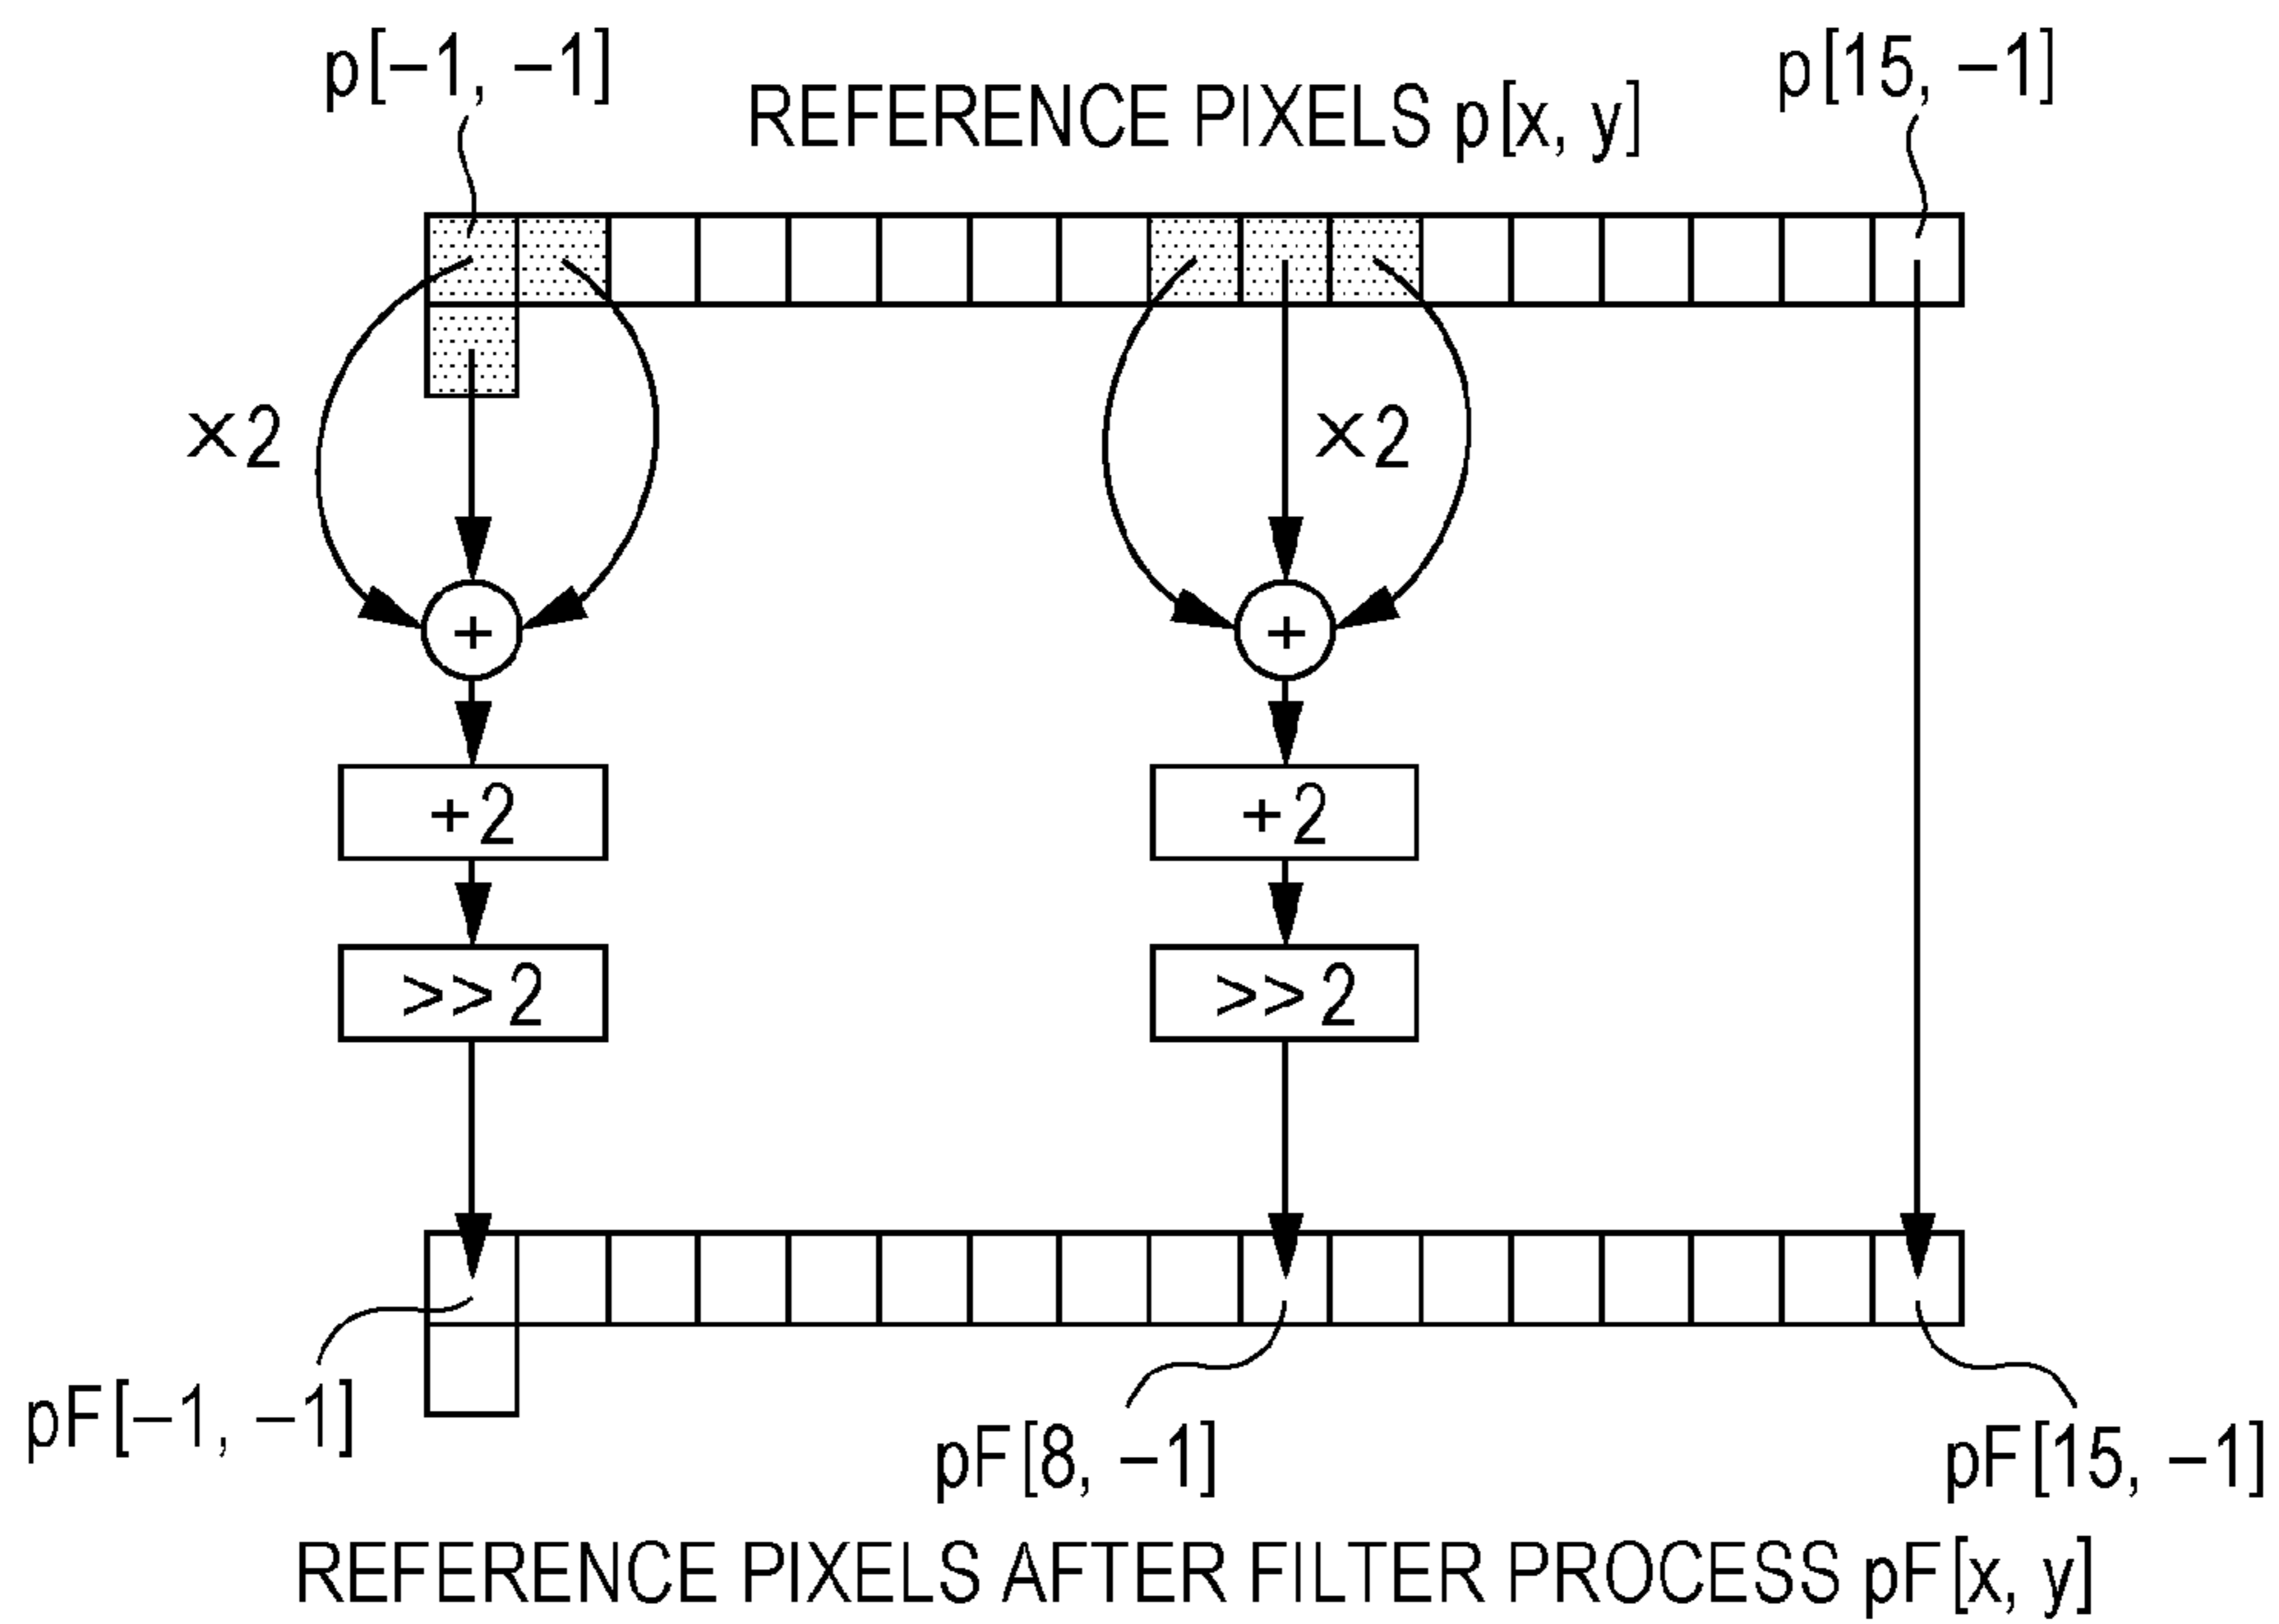 p[−1, −1]
REFERENCE PIXELS p[x, y]
p[15, −1]
×2
×2
+
+
+2
+2
>>2
>>2
pF[−1, −1]
pF[8, −1]
pF[15, −1]
REFERENCE PIXELS AFTER FILTER PROCESS pF[x, y]